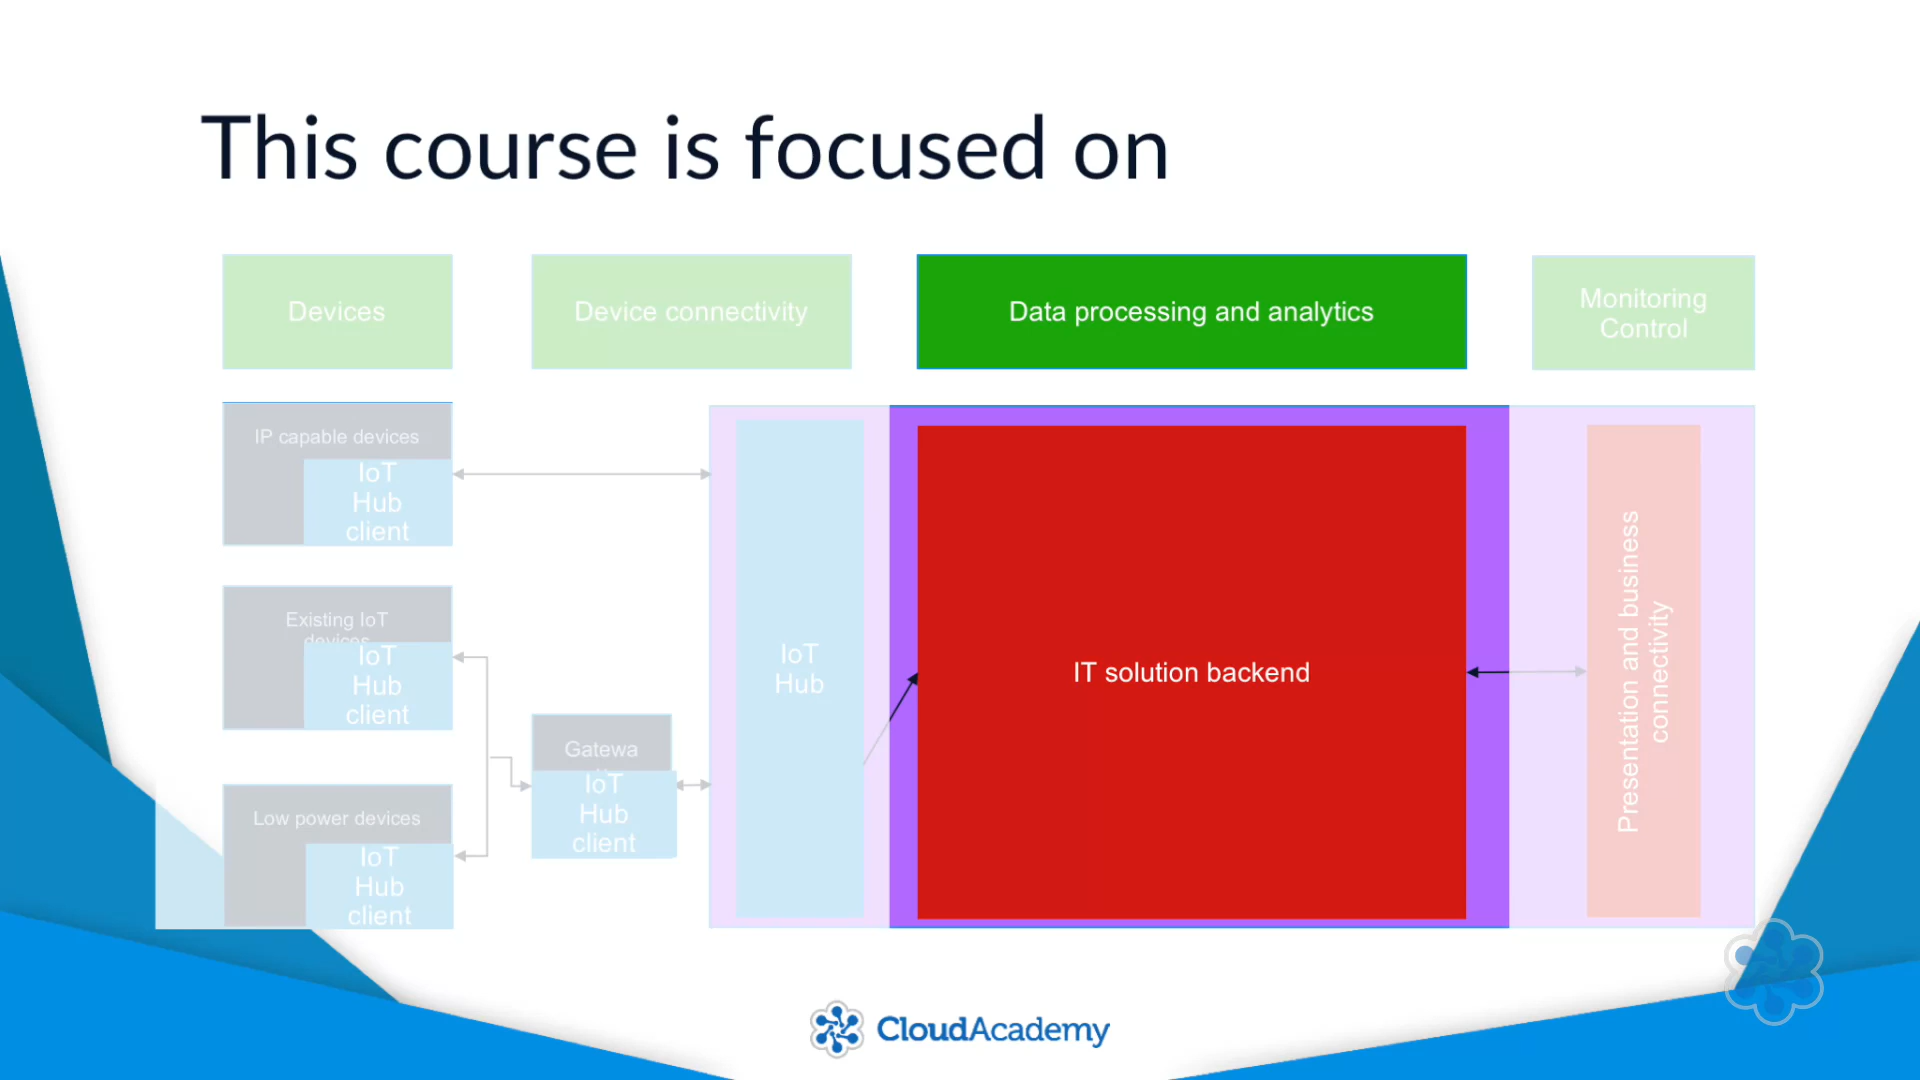 This course is focused on
Devices
Device connectivity
Data processing and analytics
Monitoring
Control
IP capable devices
IoT
Hub
client
Existing IoT
devices
IoT
Hub
client
Low power devices
IoT
Hub
client
Gatewa
IoT
Hub
client
IoT
Hub
IT solution backend
Presentation and business
connectivity
CloudAcademy